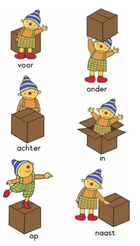 voor
onder
achter
in
op
naast